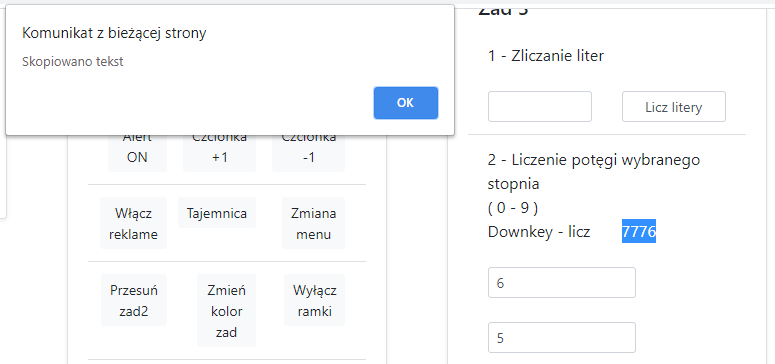 Komunikat z bieżącej strony
Skopiowano tekst
OK
Alert
ON
Czcionka
+1
Czcionka
-1
Włącz
reklame
Tajemnica
Zmiana
menu
Przesuń
zad2
Zmień
kolor
zad
Wyłącz
ramki
Zad 3
1 - Zliczanie liter
Licz litery
2 - Liczenie potęgi wybranego
stopnia
( 0 - 9 )
Downkey - licz 7776
6
5